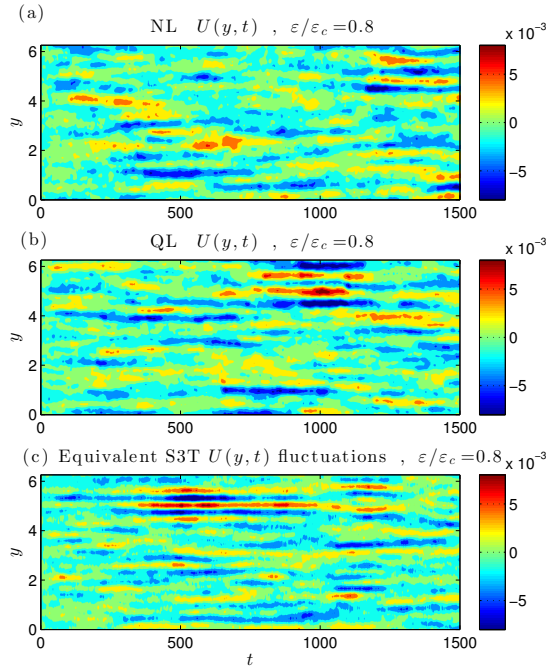 (a) NL U(y, t) , ε/ε_c = 0.8
x 10⁻³
6
4
2
0
y
0 500 1000 1500
5
0
−5
(b) QL U(y, t) , ε/ε_c = 0.8
x 10⁻³
6
4
2
0
y
0 500 1000 1500
5
0
−5
(c) Equivalent S3T U(y, t) fluctuations , ε/ε_c = 0.8
x 10⁻³
6
4
2
0
y
0 500 1000 1500
t
5
0
−5